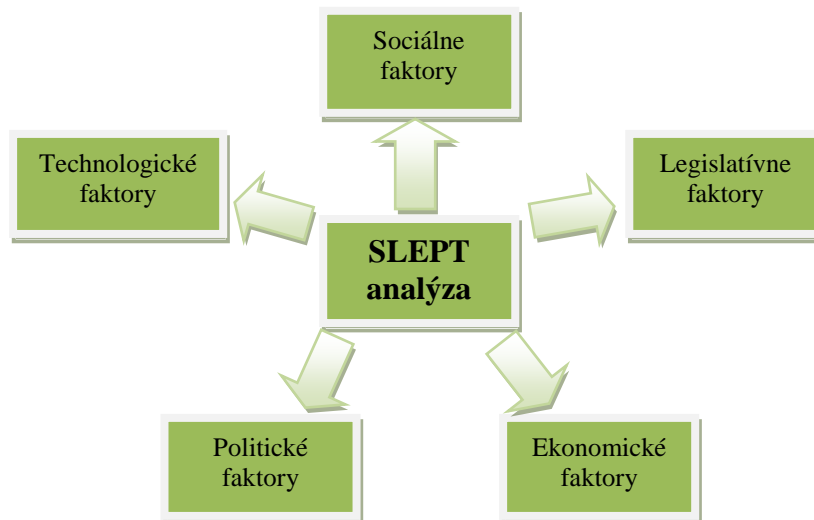 Sociálne
faktory
Technologické
faktory
Legislatívne
faktory
SLEPT
analýza
Politické
faktory
Ekonomické
faktory